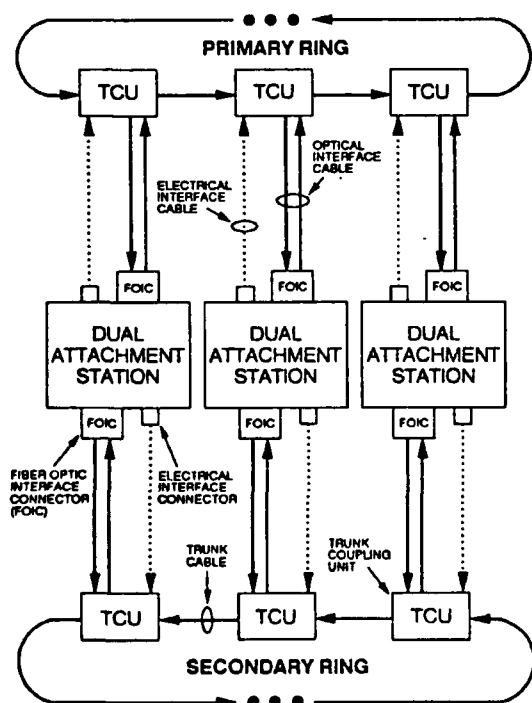 PRIMARY RING
TCU
TCU
TCU
OPTICAL
INTERFACE
CABLE
ELECTRICAL
INTERFACE
CABLE
FOIC
FOIC
FOIC
DUAL
ATTACHMENT
STATION
DUAL
ATTACHMENT
STATION
DUAL
ATTACHMENT
STATION
FOIC
FOIC
FOIC
FIBER OPTIC
INTERFACE
CONNECTOR
(FOIC)
ELECTRICAL
INTERFACE
CONNECTOR
TRUNK
CABLE
TRUNK
COUPLING
UNIT
TCU
TCU
TCU
SECONDARY RING